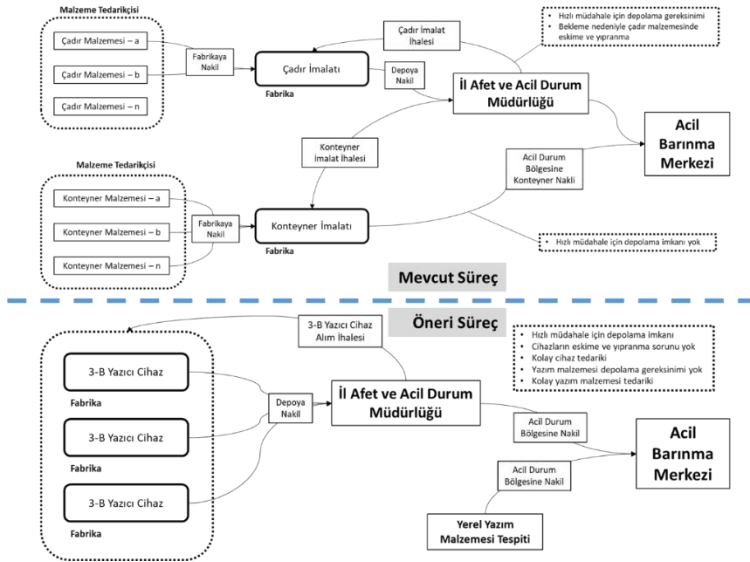 Malzeme Tedarikçisi
Çadır Malzemesi – a
Çadır Malzemesi – b
Çadır Malzemesi – n
Fabrikaya
Nakil
Çadır İmalatı
Fabrika
Çadır İmalat
İhalesi
Depoya
Nakil
• Hızlı müdahale için depolama gereksinimi
• Bekleme nedeniyle çadır malzemesinde
eskime ve yıpranma
İl Afet ve Acil Durum
Müdürlüğü
Acil
Barınma
Merkezi
Konteyner
İmalat İhalesi
Acil Durum
Bölgesine
Konteyner Nakli
Malzeme Tedarikçisi
Konteyner Malzemesi – a
Konteyner Malzemesi – b
Konteyner Malzemesi – n
Fabrikaya
Nakil
Konteyner İmalatı
Fabrika
• Hızlı müdahale için depolama imkanı yok
Mevcut Süreç
Öneri Süreç
3-B Yazıcı Cihaz
Alım İhalesi
• Hızlı müdahale için depolama imkanı
• Cihazların eskime ve yıpranma sorunu yok
• Kolay cihaz tedariki
• Yazım malzemesi depolama gereksinimi yok
• Kolay yazım malzemesi tedariki
3-B Yazıcı Cihaz
Fabrika
3-B Yazıcı Cihaz
Fabrika
3-B Yazıcı Cihaz
Fabrika
Depoya
Nakil
İl Afet ve Acil Durum
Müdürlüğü
Acil Durum
Bölgesine Nakil
Acil Durum
Bölgesine Nakil
Acil
Barınma
Merkezi
Yerel Yazım
Malzemesi Tespiti